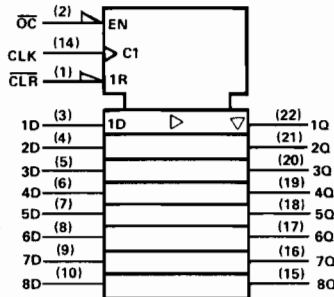 O̅C̅ (2) EN
CLK (14) C1
C̅L̅R̅ (1) 1R
1D (3) 1D (22) 1Q
2D (4) (21) 2Q
3D (5) (20) 3Q
4D (6) (19) 4Q
5D (7) (18) 5Q
6D (8) (17) 6Q
7D (9) (16) 7Q
8D (10) (15) 8Q